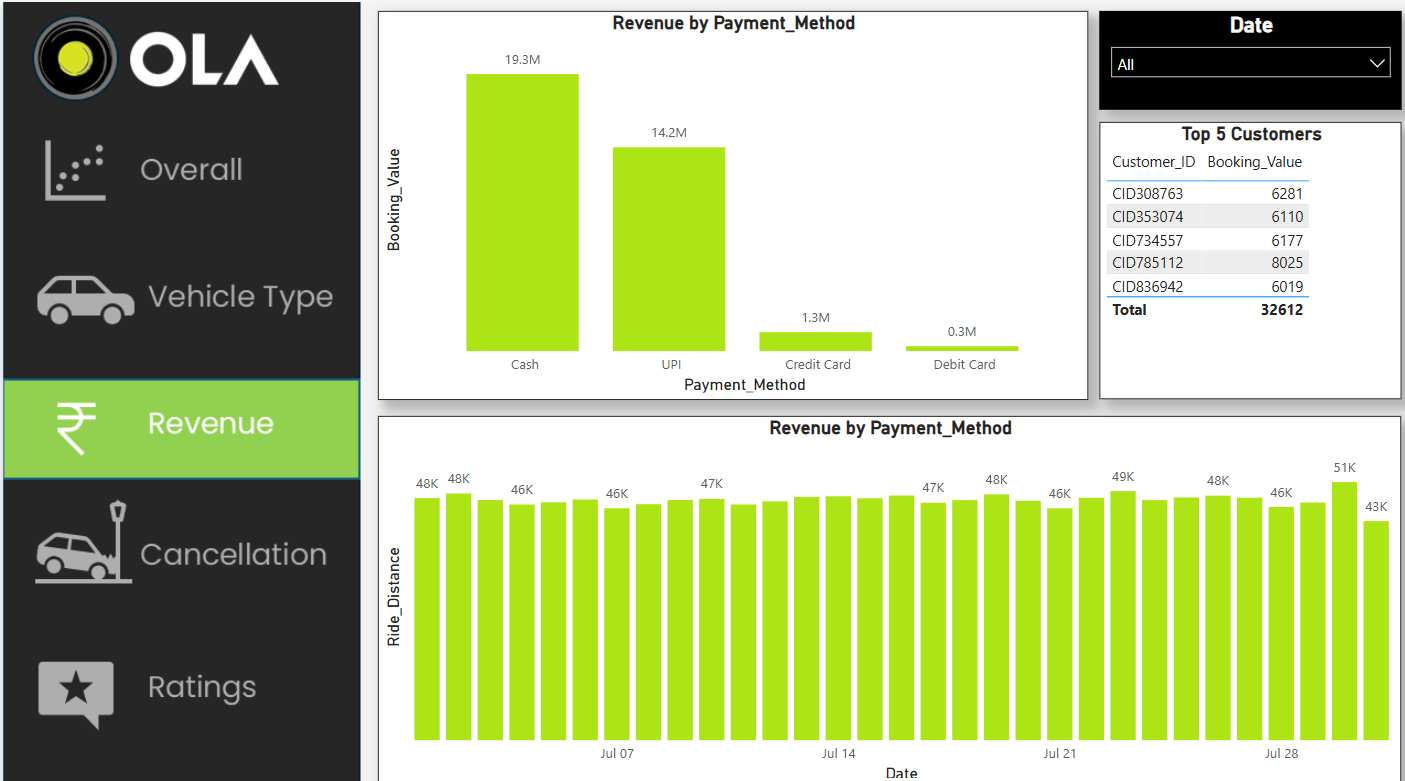 OLA
Overall
Vehicle Type
Revenue
Cancellation
Ratings
Revenue by Payment_Method
Booking_Value
19.3M
14.2M
1.3M
0.3M
Cash UPI Credit Card Debit Card
Payment_Method
Date
All
Top 5 Customers
Customer_ID Booking_Value
CID308763 6281
CID353074 6110
CID734557 6177
CID785112 8025
CID836942 6019
Total 32612
Revenue by Payment_Method
Ride_Distance
48K 48K 46K 46K 47K 47K 48K 46K 49K 48K 46K 51K 43K
Jul 07 Jul 14 Jul 21 Jul 28
Date